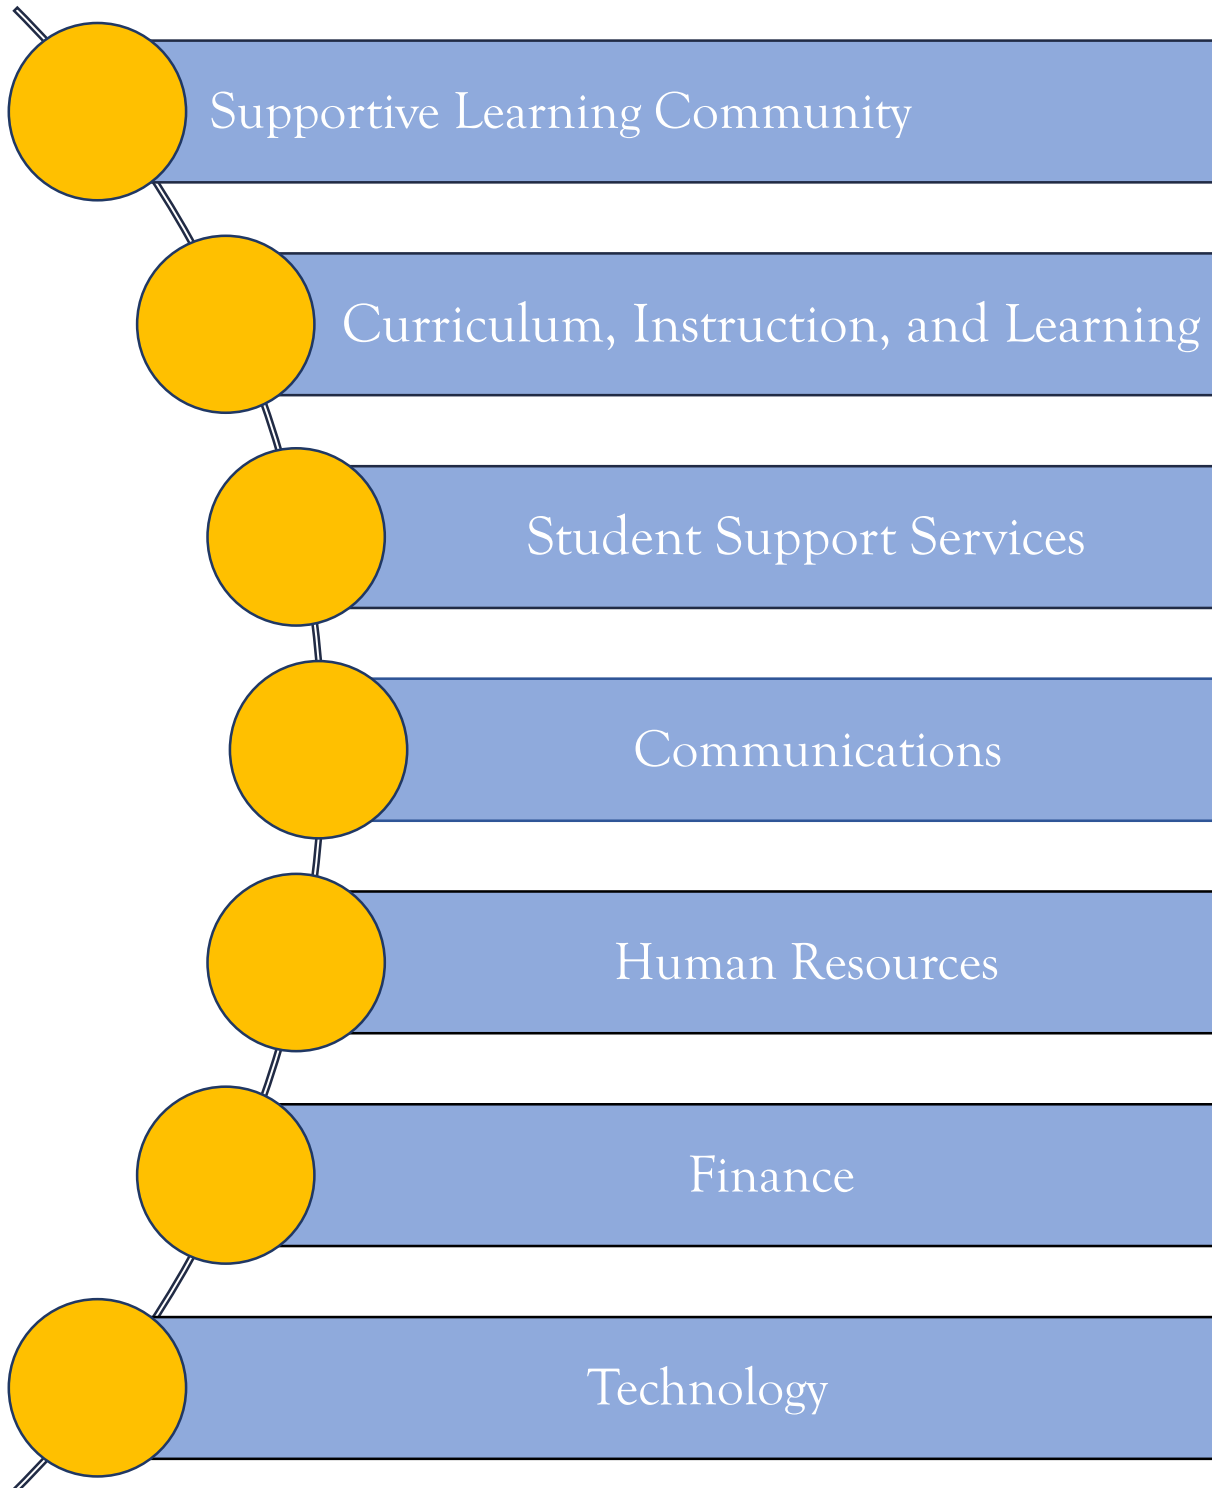 Supportive Learning Community
Curriculum, Instruction, and Learning
Student Support Services
Communications
Human Resources
Finance
Technology